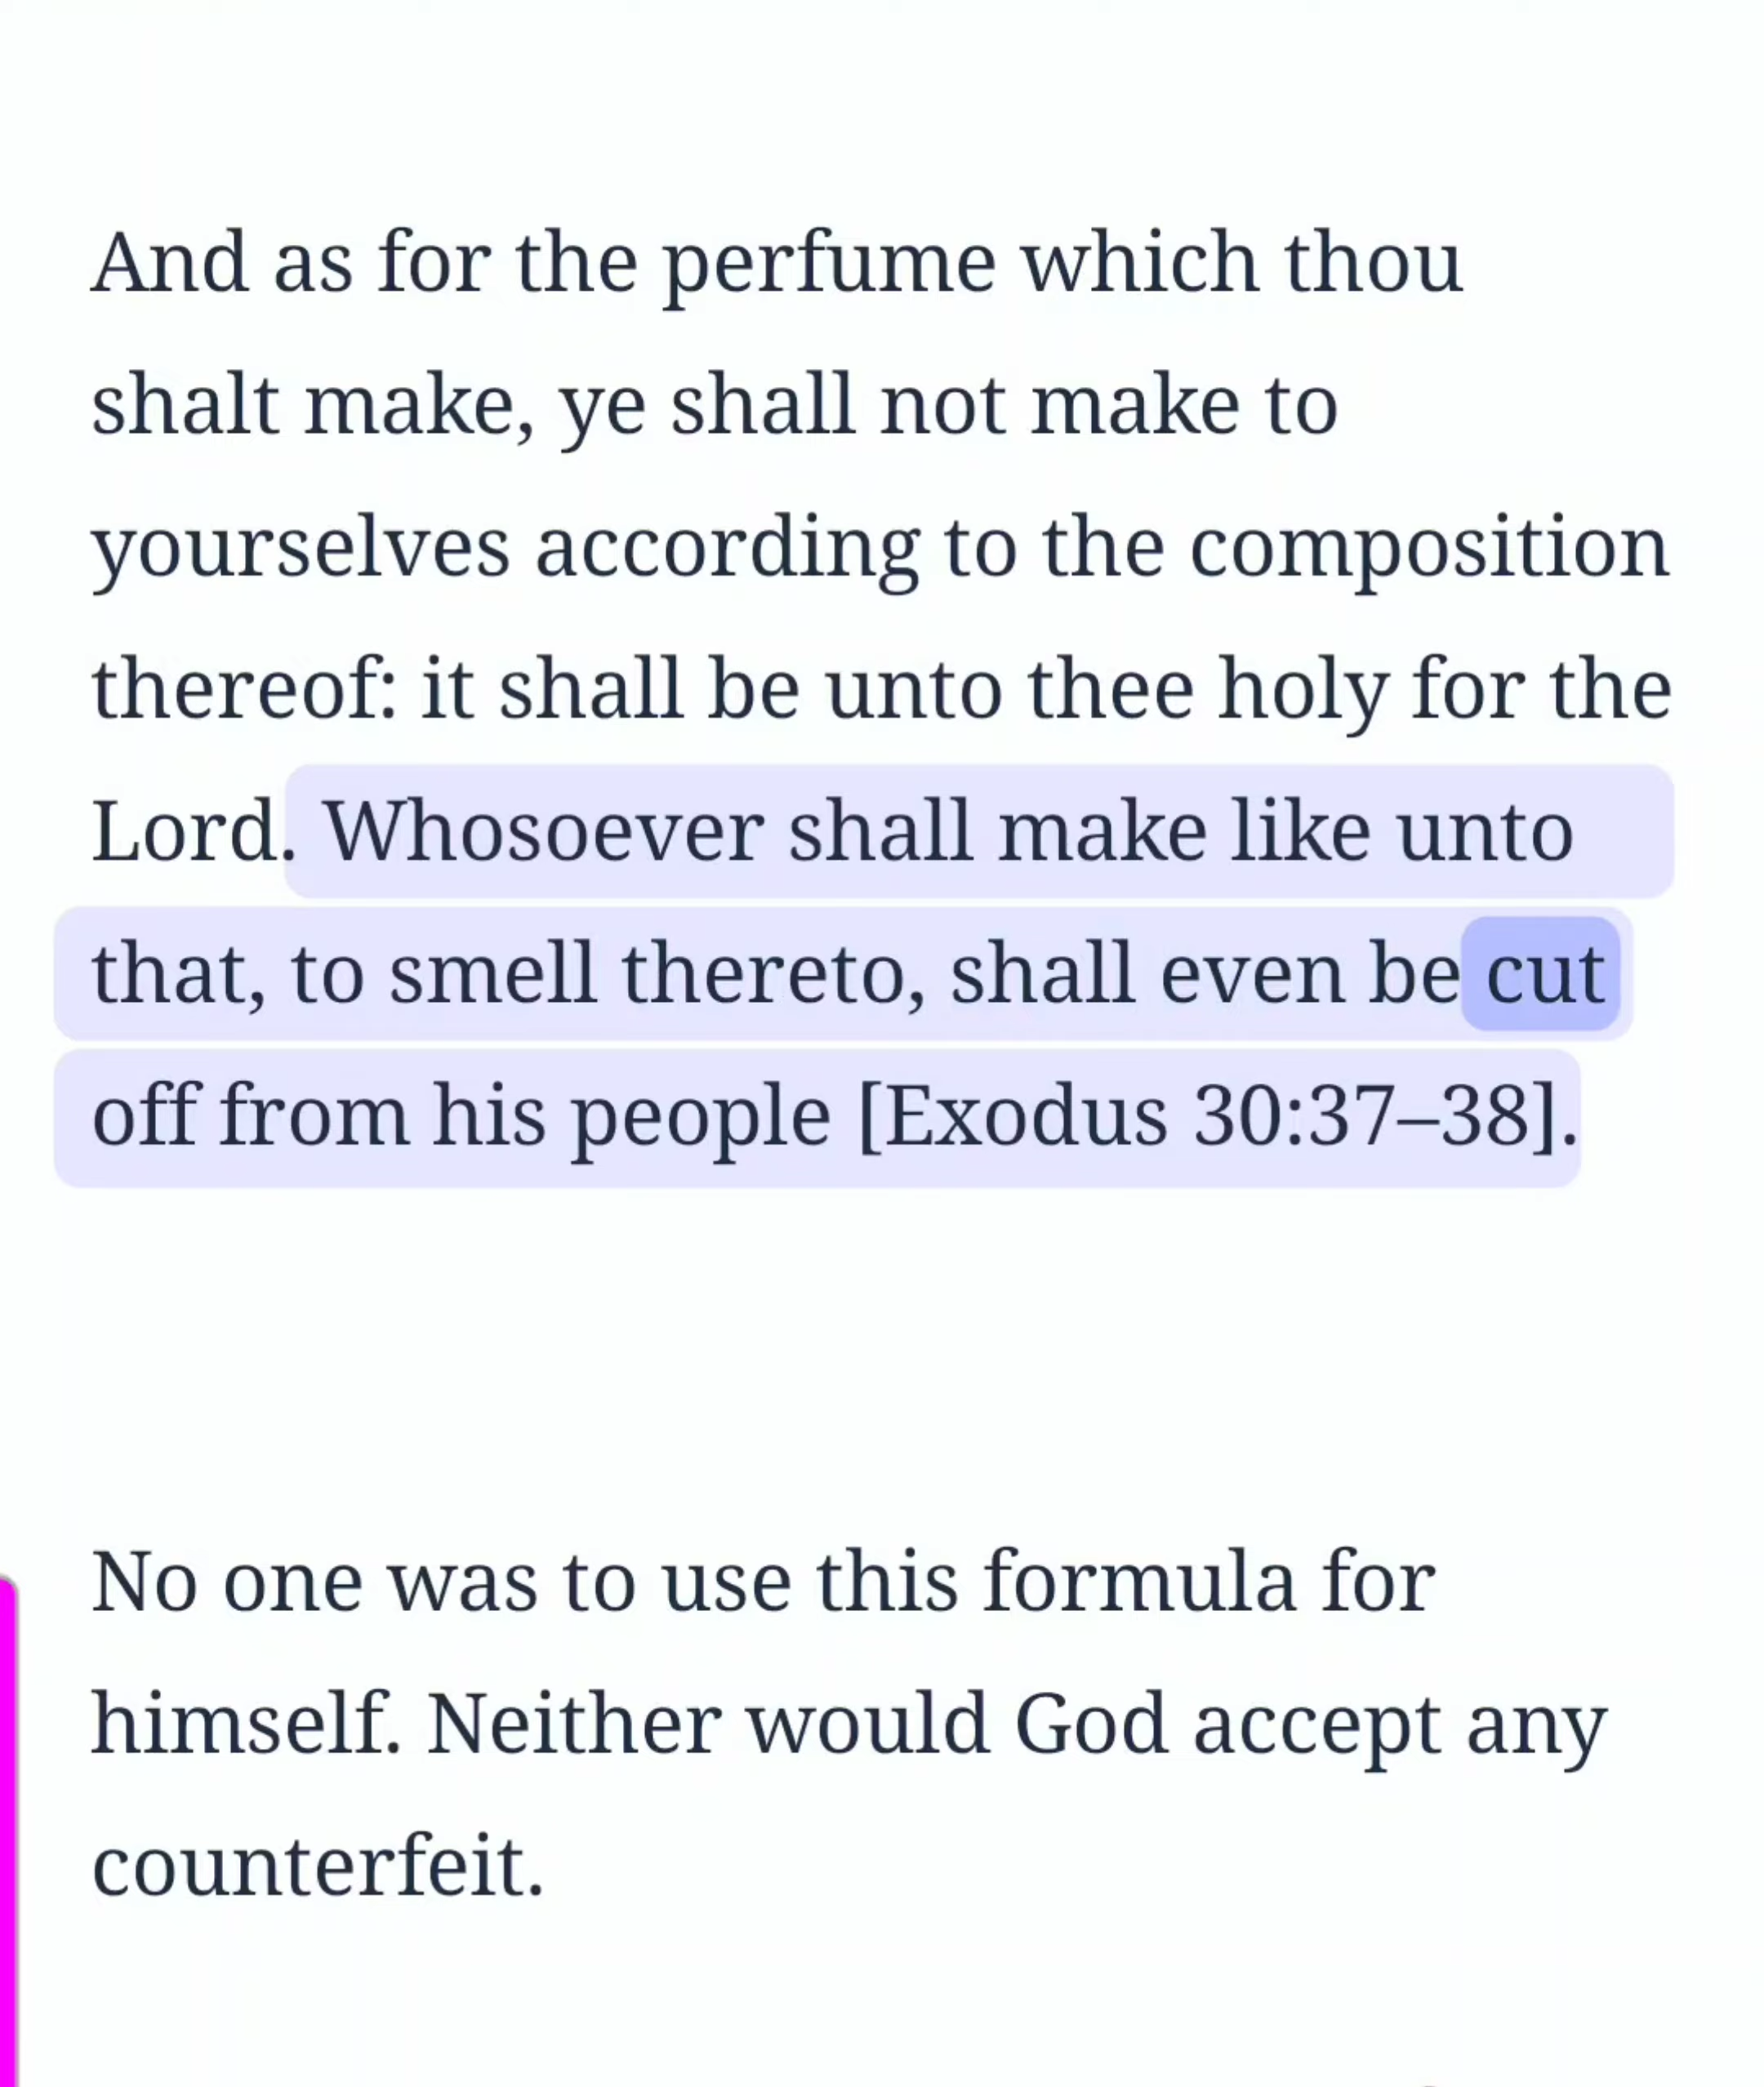 And as for the perfume which thou
shalt make, ye shall not make to
yourselves according to the composition
thereof: it shall be unto thee holy for the
Lord. Whosoever shall make like unto
that, to smell thereto, shall even be cut
off from his people [Exodus 30:37–38].
No one was to use this formula for
himself. Neither would God accept any
counterfeit.